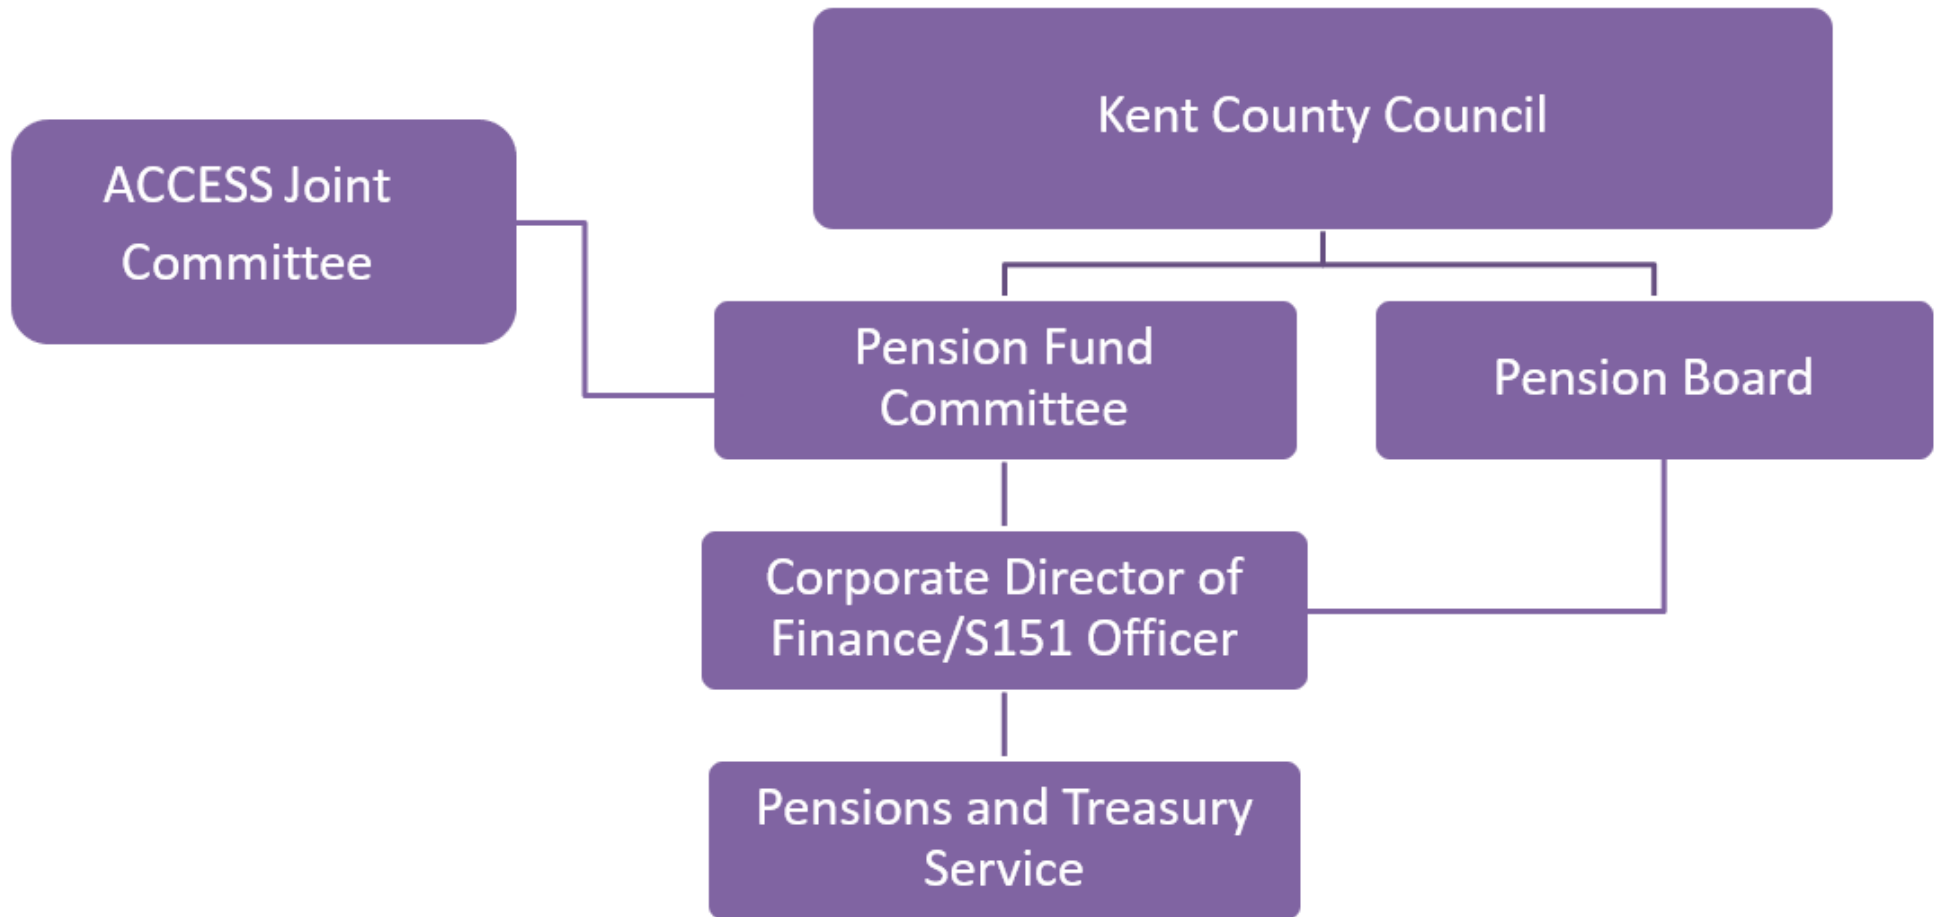 Kent County Council
ACCESS Joint
Committee
Pension Fund
Committee
Pension Board
Corporate Director of
Finance/S151 Officer
Pensions and Treasury
Service